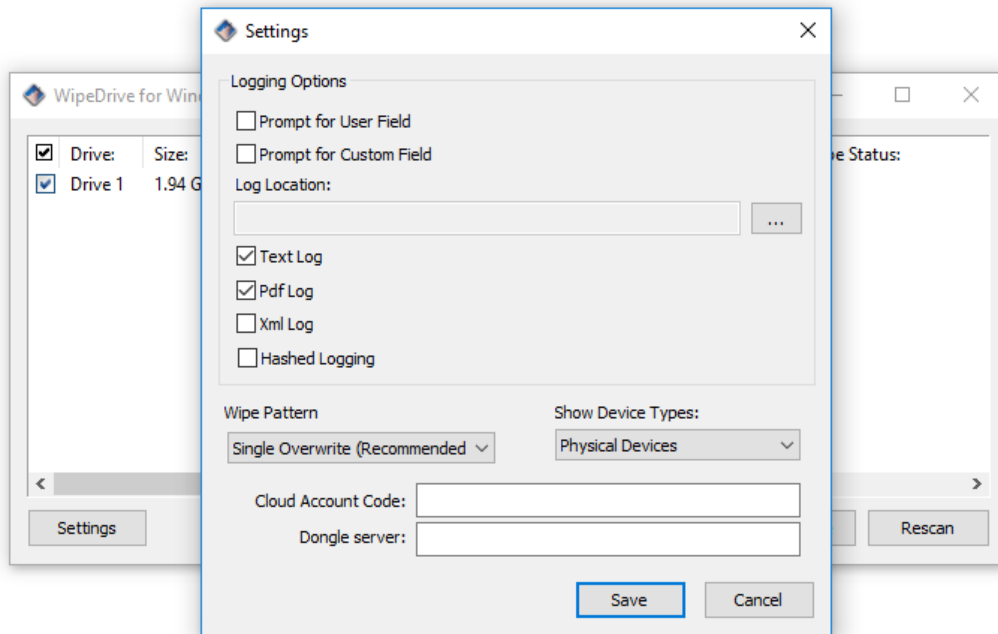 Settings
Logging Options
Prompt for User Field
Prompt for Custom Field
Log Location:
...
Text Log
Pdf Log
Xml Log
Hashed Logging
Wipe Pattern
Show Device Types:
Single Overwrite (Recommended
Physical Devices
Cloud Account Code:
Dongle server:
Save
Cancel
WipeDrive for Win
Drive: Size: Status:
Drive 1 1.94 G
Settings
Rescan